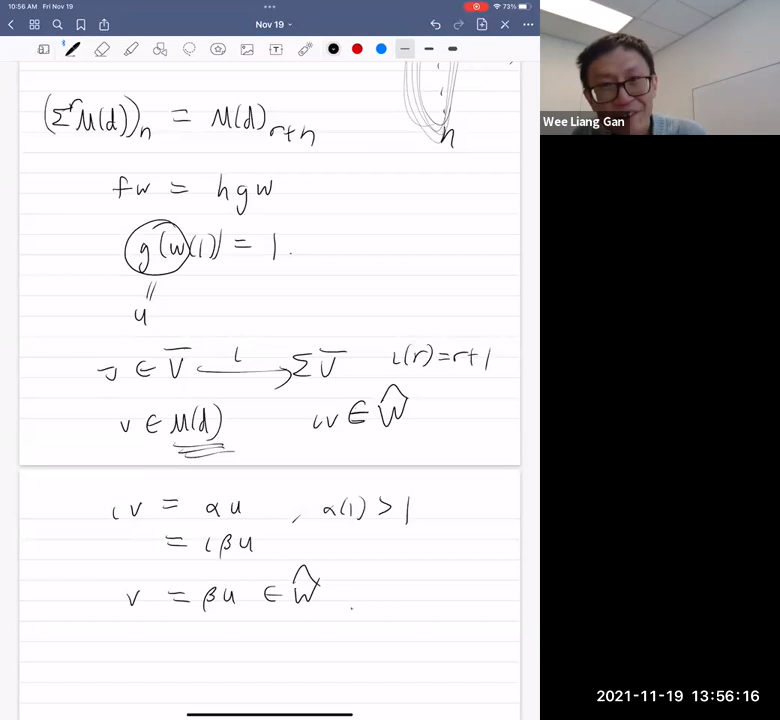 10:56 AM Fri Nov 19
73%
Nov 19
(Σʳ M(d))ₙ = M(d)ᵣ₊ₙ
n
fw = hgw
g(w(1)) = 1.
u
v̄ ∈ V̄ ι ΣV̄ ι(r) = r+1
v ∈ M(d) ιv ∈ Ŵ
ιv = αu , α(1) > 1
= ιβu
v = βu ∈ Ŵ .
Wee Liang Gan
2021-11-19 13:56:16